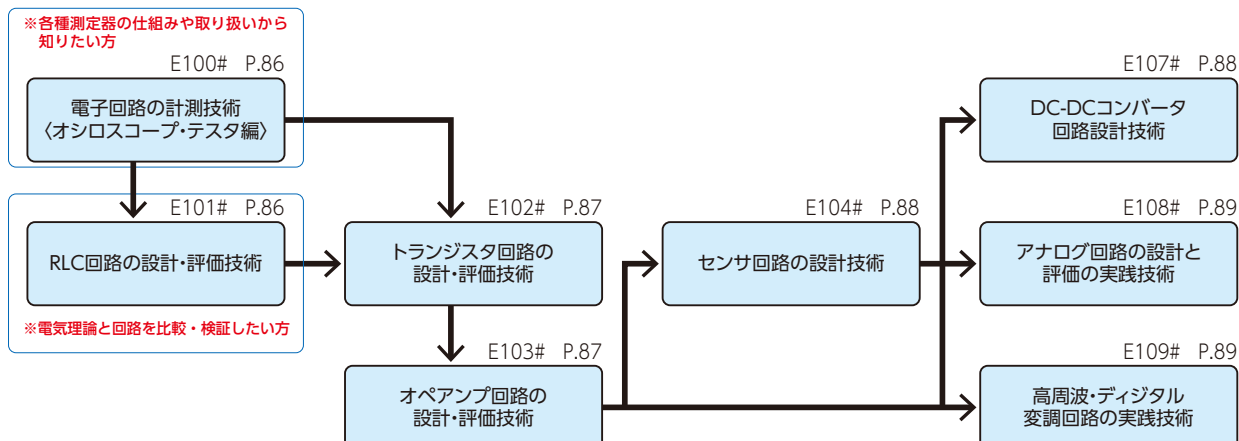 ※各種測定器の仕組みや取り扱いから
知りたい方
E100# P.86
電子回路の計測技術
〈オシロスコープ・テスタ編〉
E107# P.88
DC-DCコンバータ
回路設計技術
E101# P.86
RLC回路の設計・評価技術
※電気理論と回路を比較・検証したい方
E102# P.87
トランジスタ回路の
設計・評価技術
E104# P.88
センサ回路の設計技術
E108# P.89
アナログ回路の設計と
評価の実践技術
E103# P.87
オペアンプ回路の
設計・評価技術
E109# P.89
高周波・ディジタル
変調回路の実践技術